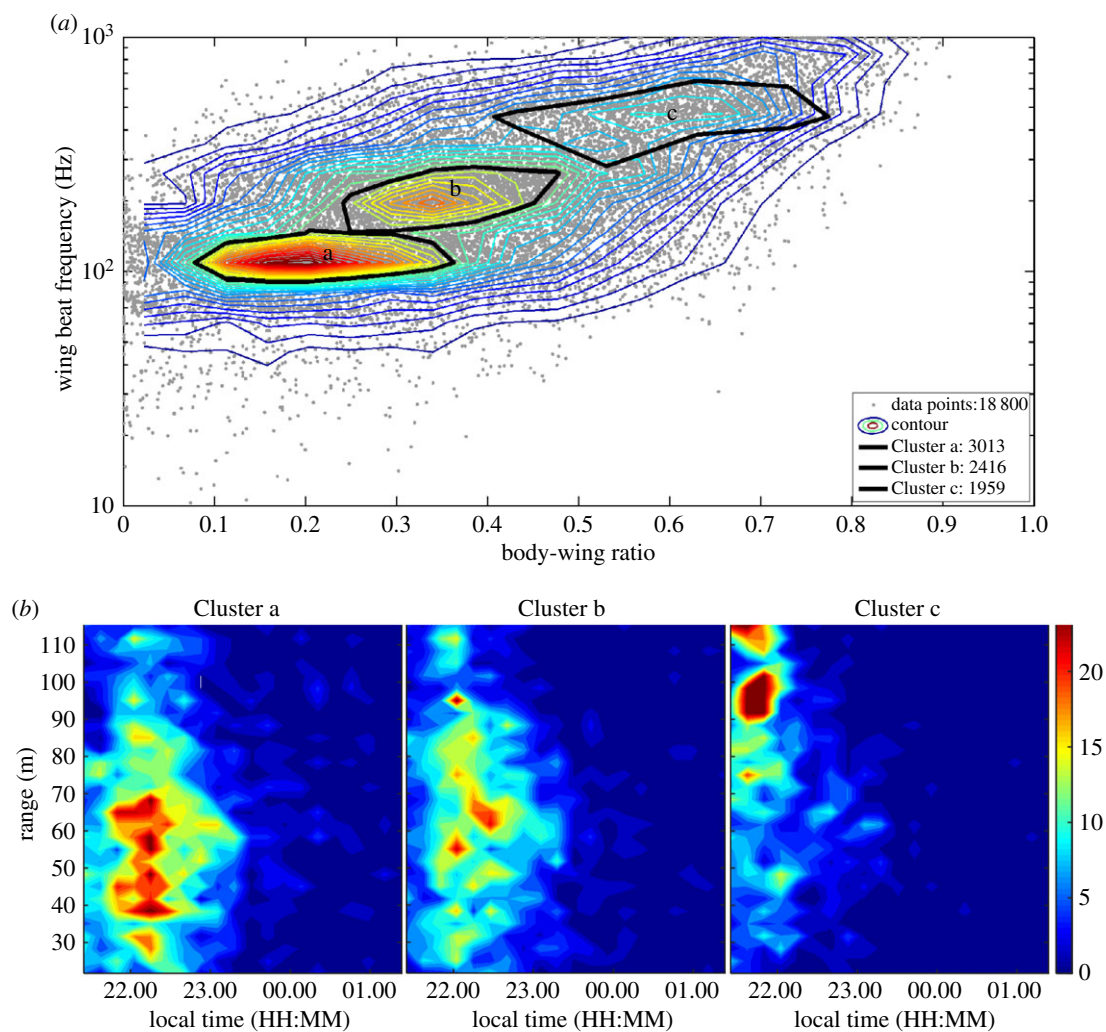 (a)
10³
10²
10
wing beat frequency (Hz)
c
b
a
data points:18 800
contour
Cluster a: 3013
Cluster b: 2416
Cluster c: 1959
0 0.1 0.2 0.3 0.4 0.5 0.6 0.7 0.8 0.9 1.0
body-wing ratio
(b)
Cluster a Cluster b Cluster c
110
100
90
80
70
60
50
40
30
range (m)
20
15
10
5
0
22.00 23.00 00.00 01.00 22.00 23.00 00.00 01.00 22.00 23.00 00.00 01.00
local time (HH:MM) local time (HH:MM) local time (HH:MM)